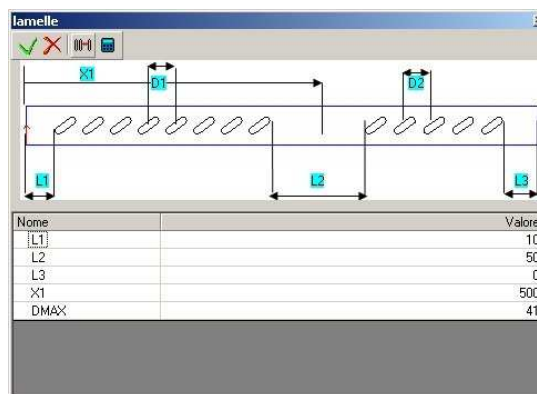 lamelle
X1
D1
D2
L1
L2
L3
Nome Valore
L1 10
L2 50
L3 0
X1 500
DMAX 41